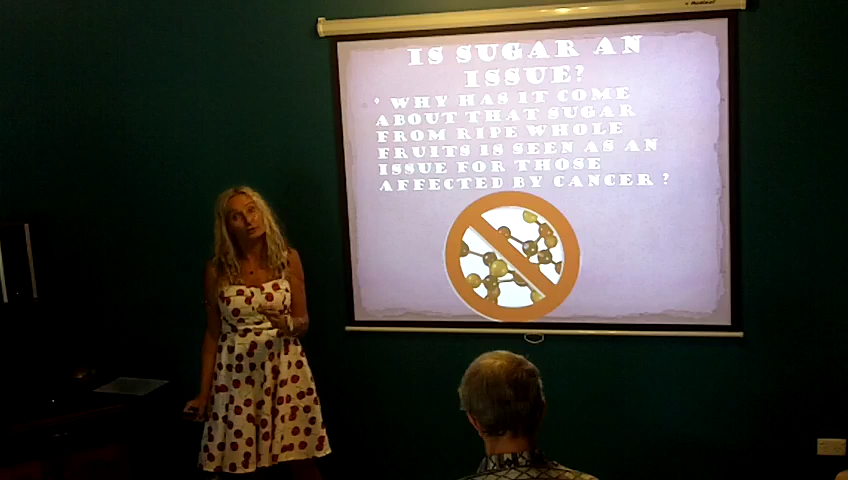 IS SUGAR AN
ISSUE?
• WHY HAS IT COME
ABOUT THAT SUGAR
FROM RIPE WHOLE
FRUITS IS SEEN AS AN
ISSUE FOR THOSE
AFFECTED BY CANCER ?